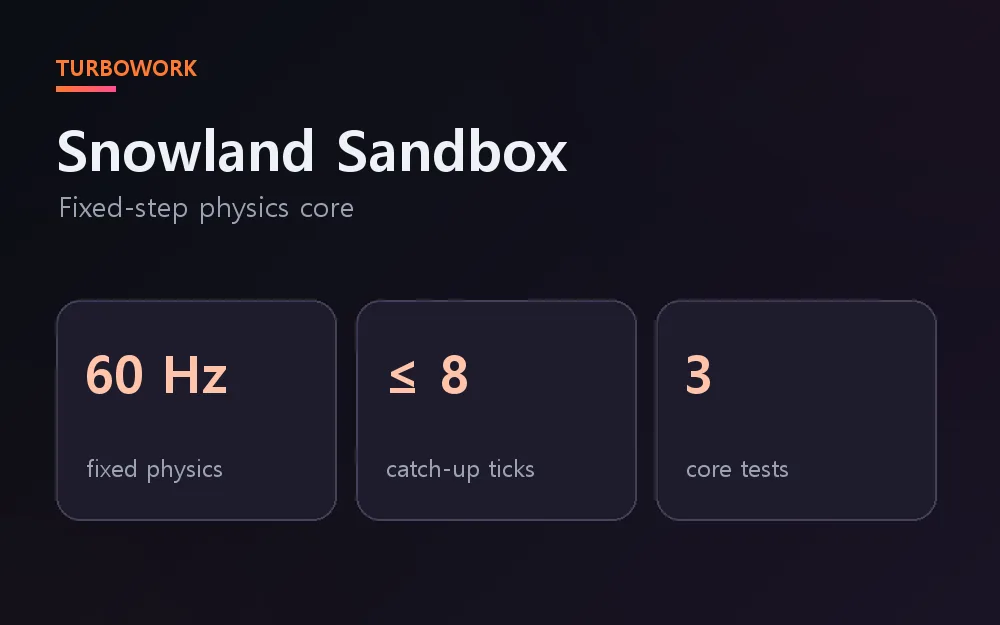 TURBOWORK
Snowland Sandbox
Fixed-step physics core
60 Hz
fixed physics
≤ 8
catch-up ticks
3
core tests